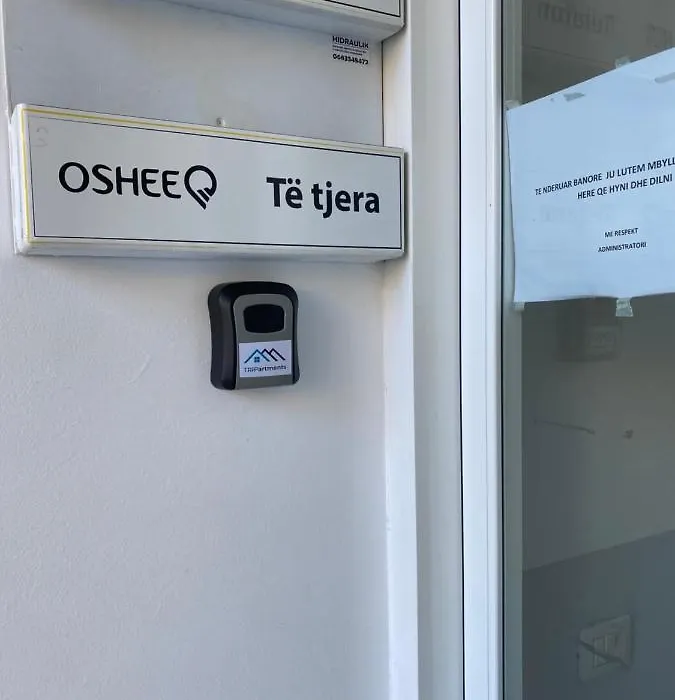 HIDRAULIK
0683348473
OSHEE
Të tjera
TE NDERUAR BANORE JU LUTEM MBYLL
HERE QE HYNI DHE DILNI
ME RESPEKT
ADMINISTRATORI
TRIPartments